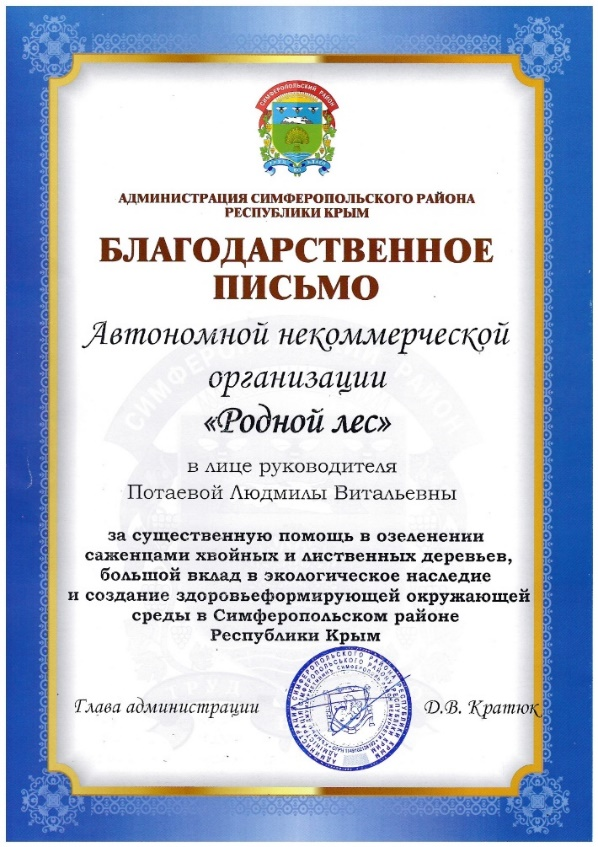 СИМФЕРОПОЛЬСКИЙ РАЙОН
АДМИНИСТРАЦИЯ СИМФЕРОПОЛЬСКОГО РАЙОНА
РЕСПУБЛИКИ КРЫМ
БЛАГОДАРСТВЕННОЕ
ПИСЬМО
Автономной некоммерческой
организации
«Родной лес»
в лице руководителя
Потаевой Людмилы Витальевны
за существенную помощь в озеленении
саженцами хвойных и лиственных деревьев,
большой вклад в экологическое наследие
и создание здоровьеформирующей окружающей
среды в Симферопольском районе
Республики Крым
Глава администрации Д.В. Кратюк